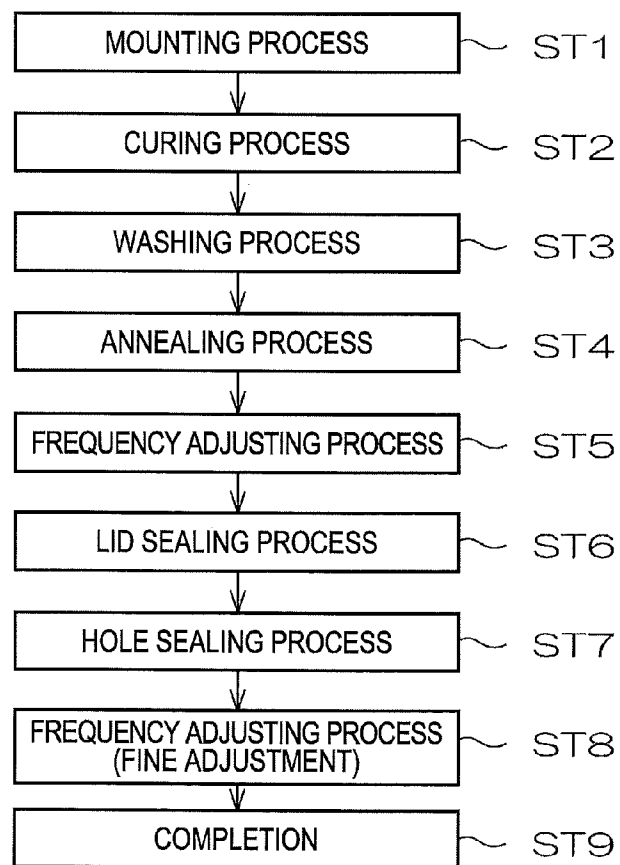 MOUNTING PROCESS ST1
CURING PROCESS ST2
WASHING PROCESS ST3
ANNEALING PROCESS ST4
FREQUENCY ADJUSTING PROCESS ST5
LID SEALING PROCESS ST6
HOLE SEALING PROCESS ST7
FREQUENCY ADJUSTING PROCESS
(FINE ADJUSTMENT) ST8
COMPLETION ST9